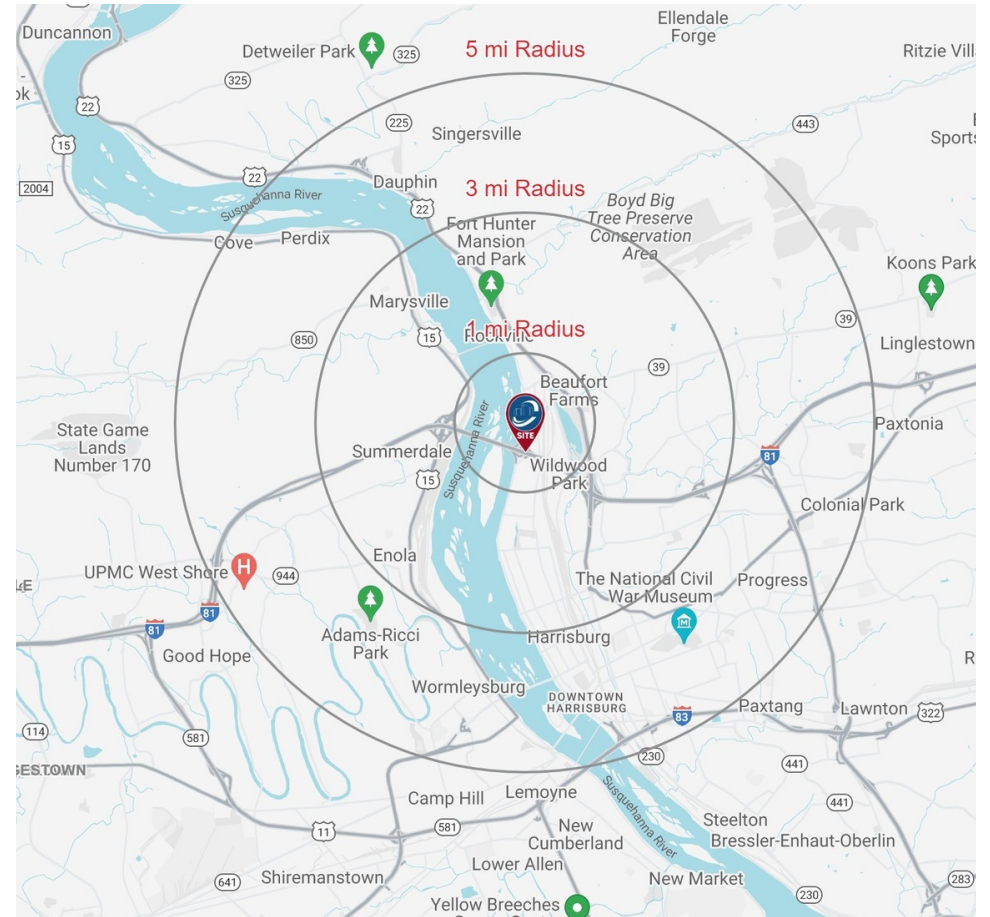 Duncannon
Ellendale
Forge
Detweiler Park
325
5 mi Radius
Ritzie
325
22
225
443
15
Singersville
22
Dauphin
2004
Susquehanna River
3 mi Radius
22
Boyd Big
Tree Preserve
Conservation
Area
Fort Hunter
Mansion
and Park
Cove
Perdix
Koons Park
Marysville
39
850
15
1 mi Radius
Rockville
Linglestown
39
Beaufort
Farms
SITE
State Game
Lands
Number 170
Summerdale
Susquehanna River
Paxtonia
81
Wildwood
Park
15
Colonial Park
Enola
UPMC West Shore
H
944
The National Civil
War Museum
Progress
81
81
Adams-Ricci
Park
Harrisburg
Good Hope
Wormleysburg
DOWNTOWN
HARRISBURG
83
Paxtang
Lawnton
322
114
581
230
441
GESTOWN
Camp Hill
Lemoyne
Susquehanna River
441
11
581
New
Cumberland
Steelton
Bressler-Enhaut-Oberlin
Lower Allen
641
Shiremanstown
New Market
283
230
Yellow Breeches